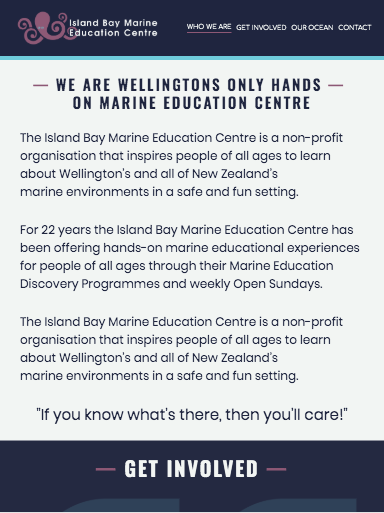 Island Bay Marine
Education Centre
WHO WE ARE GET INVOLVED OUR OCEAN CONTACT
— WE ARE WELLINGTONS ONLY HANDS —
ON MARINE EDUCATION CENTRE
The Island Bay Marine Education Centre is a non-profit
organisation that inspires people of all ages to learn
about Wellington's and all of New Zealand's
marine environments in a safe and fun setting.
For 22 years the Island Bay Marine Education Centre has
been offering hands-on marine educational experiences
for people of all ages through their Marine Education
Discovery Programmes and weekly Open Sundays.
The Island Bay Marine Education Centre is a non-profit
organisation that inspires people of all ages to learn
about Wellington's and all of New Zealand's
marine environments in a safe and fun setting.
"If you know what's there, then you'll care!"
— GET INVOLVED —